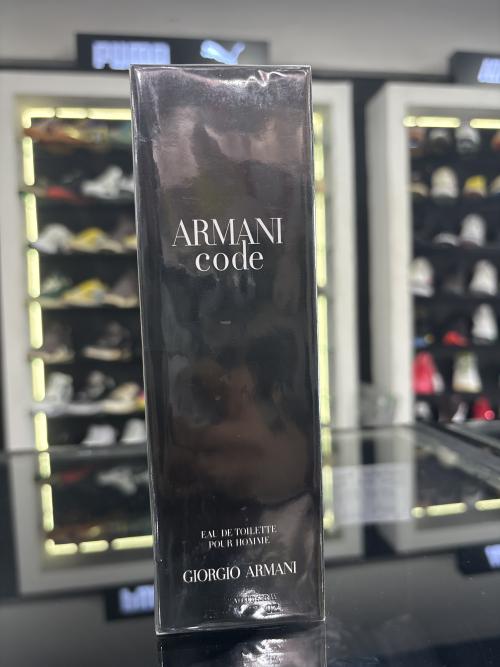 PUMA
ARMANI
code
EAU DE TOILETTE
POUR HOMME
GIORGIO ARMANI